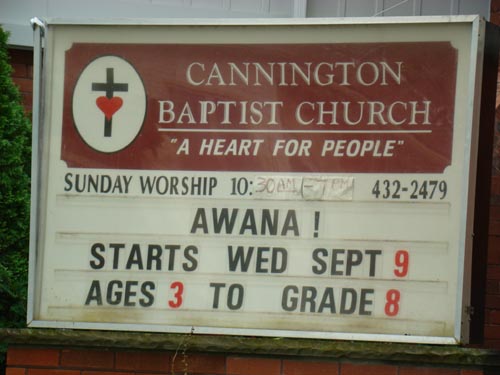 CANNINGTON
BAPTIST CHURCH
"A HEART FOR PEOPLE"
SUNDAY WORSHIP 10:30AM - 7PM 432-2479
AWANA !
STARTS WED SEPT 9
AGES 3 TO GRADE 8